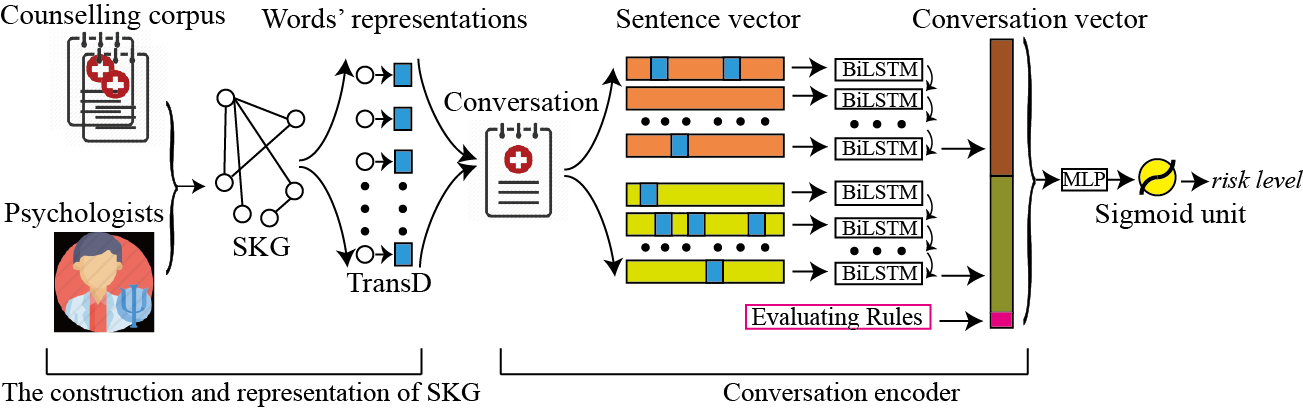 Counselling corpus
Words’ representations
Sentence vector
Conversation vector
Conversation
Psychologists
SKG
TransD
BiLSTM
BiLSTM
BiLSTM
BiLSTM
BiLSTM
BiLSTM
Evaluating Rules
MLP
Sigmoid unit
risk level
The construction and representation of SKG
Conversation encoder